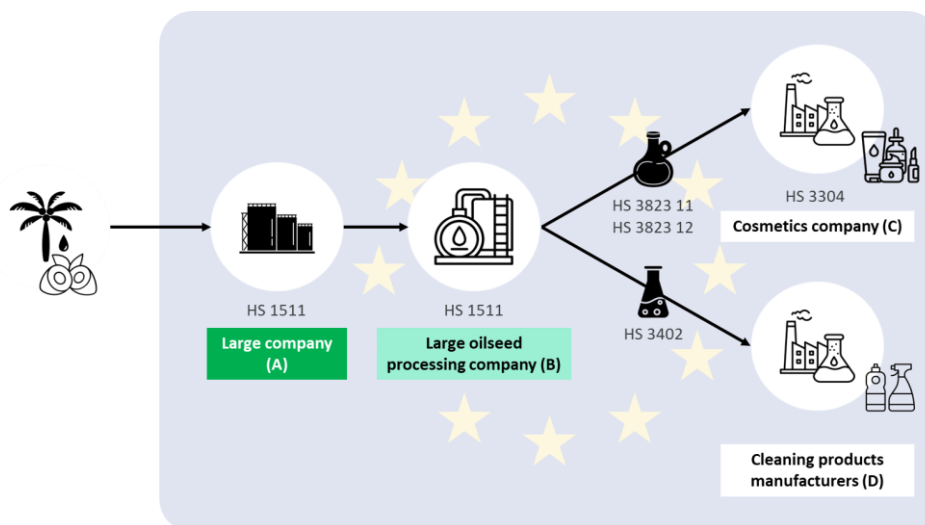 HS 3823 11
HS 3823 12
HS 3304
Cosmetics company (C)
HS 1511
Large company
(A)
HS 1511
Large oilseed
processing company (B)
HS 3402
Cleaning products
manufacturers (D)